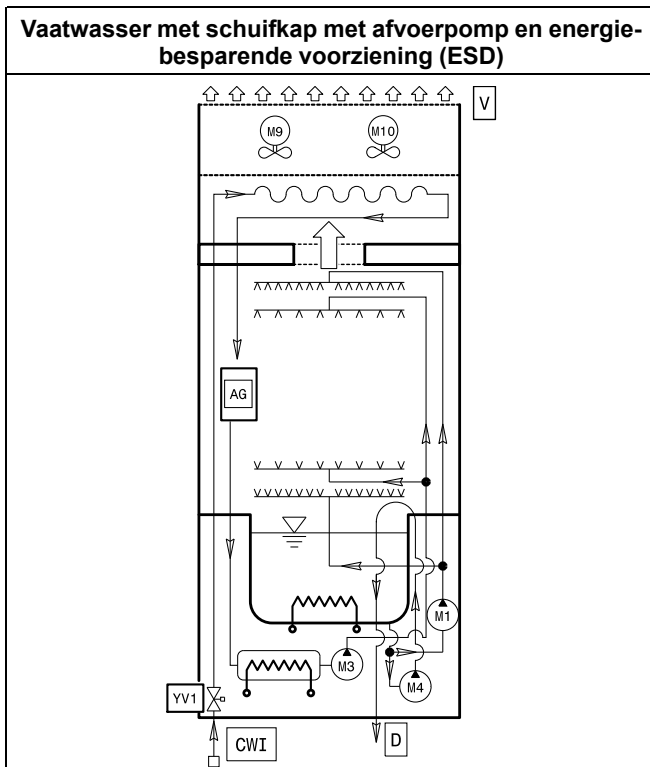 Vaatwasser met schuifkap met afvoerpomp en energie-
besparende voorziening (ESD)
V
M9
M10
AG
M1
M3
M4
YV1
CWI
D